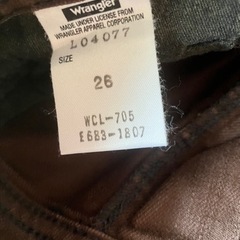 Wrangler
MADE UNDER LICENSE FROM
WRANGLER APPAREL CORPORATION
L04077
SIZE
26
WCL-705
E683-1807